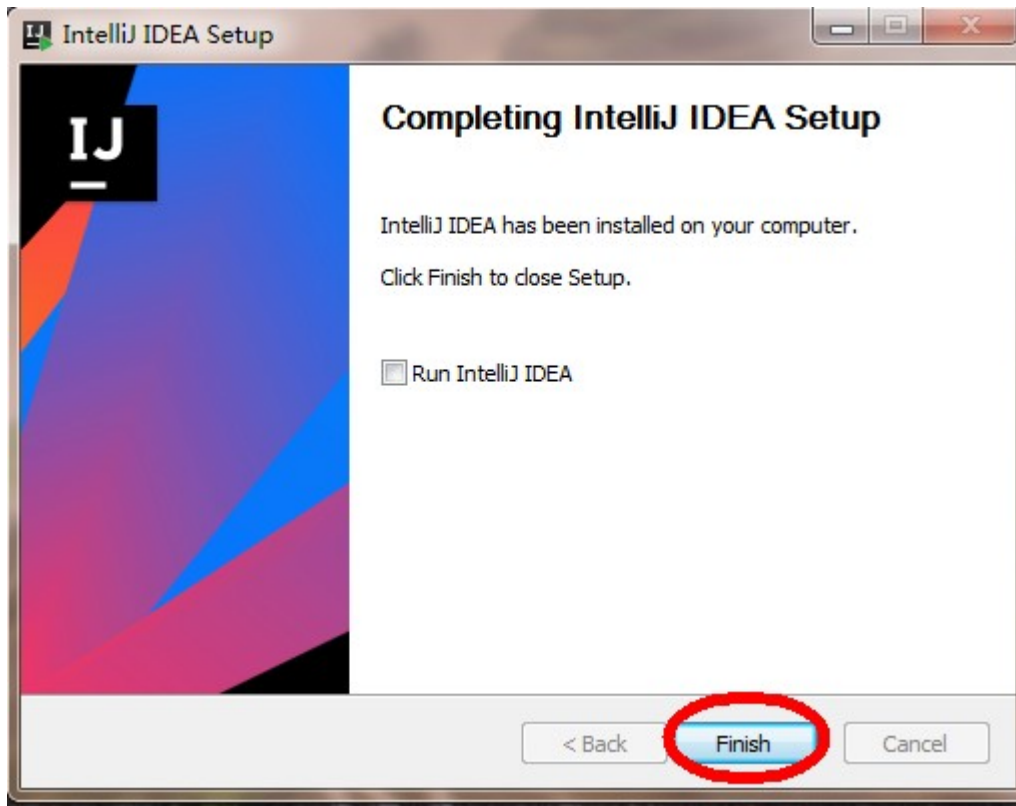 IntelliJ IDEA Setup
IJ
Completing IntelliJ IDEA Setup
IntelliJ IDEA has been installed on your computer.
Click Finish to close Setup.
Run IntelliJ IDEA
< Back
Finish
Cancel